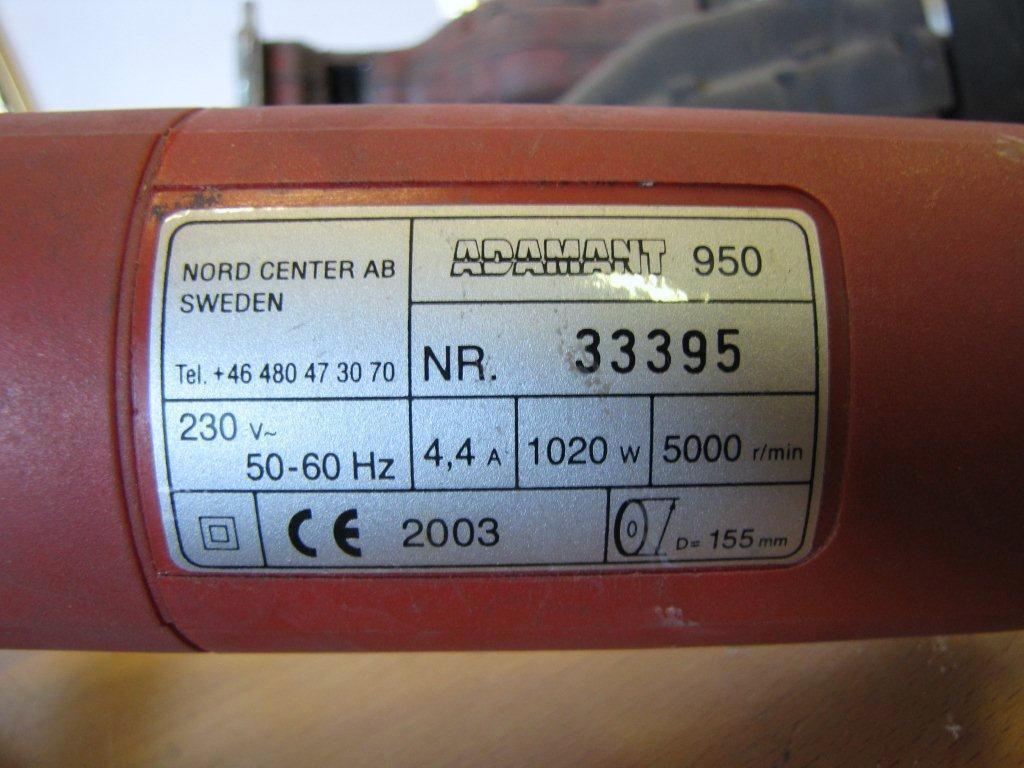 NORD CENTER AB
SWEDEN
Tel. +46 480 47 30 70
ADAMANT 950
NR. 33395
230 V~
50-60 Hz
4,4 A
1020 W
5000 r/min
CE 2003
D= 155 mm